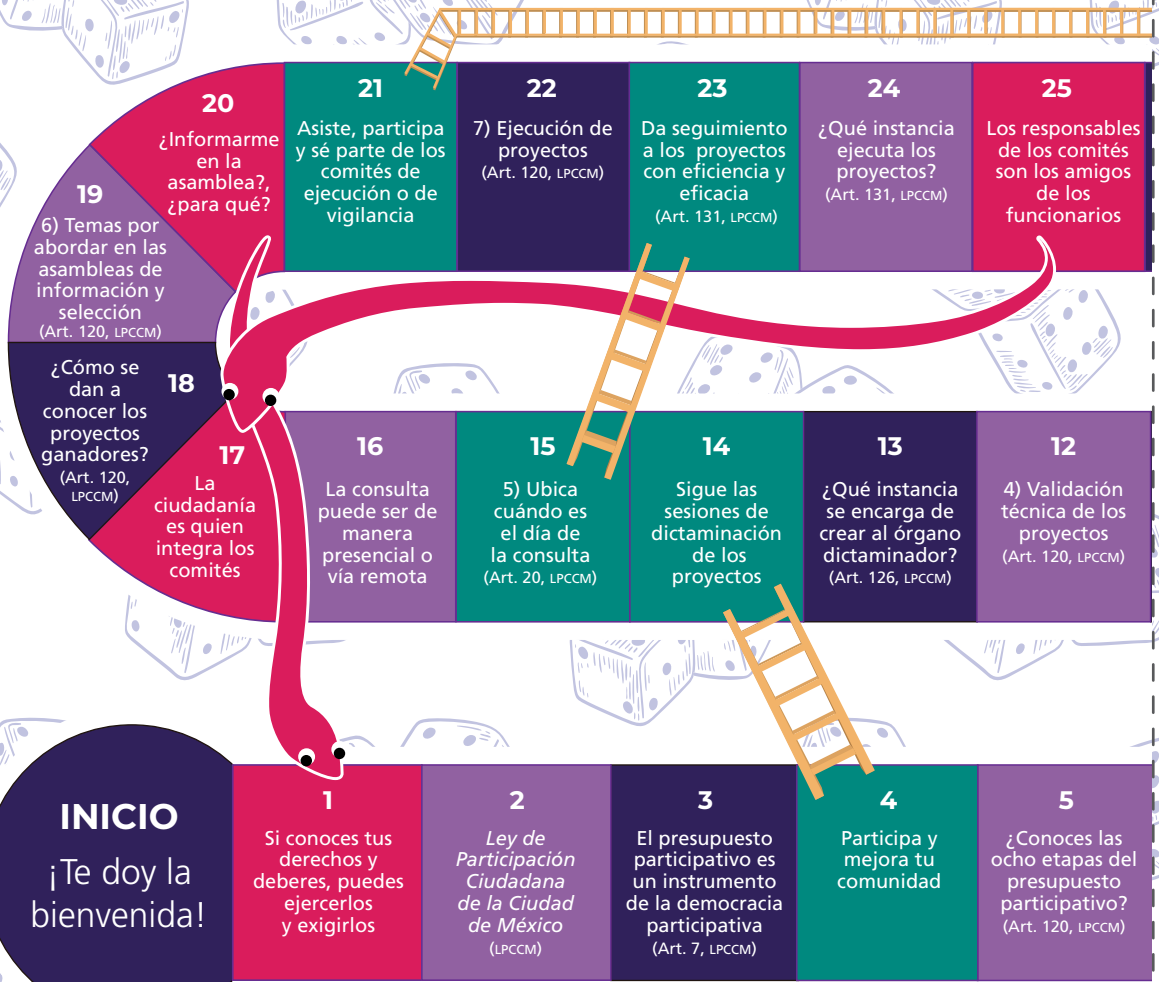 20
¿Informarme
en la
asamblea?,
¿para qué?
21
Asiste, participa
y sé parte de los
comités de
ejecución o de
vigilancia
22
7) Ejecución de
proyectos
(Art. 120, LPCCM)
23
Da seguimiento
a los proyectos
con eficiencia y
eficacia
(Art. 131, LPCCM)
24
¿Qué instancia
ejecuta los
proyectos?
(Art. 131, LPCCM)
25
Los responsables
de los comités
son los amigos
de los
funcionarios
19
6) Temas por
abordar en las
asambleas de
información y
selección
(Art. 120, LPCCM)
18
¿Cómo se
dan a
conocer los
proyectos
ganadores?
(Art. 120,
LPCCM)
17
La
ciudadanía
es quien
integra los
comités
16
La consulta
puede ser de
manera
presencial o
vía remota
15
5) Ubica
cuándo es
el día de
la consulta
(Art. 20, LPCCM)
14
Sigue las
sesiones de
dictaminación
de los
proyectos
13
¿Qué instancia
se encarga de
crear al órgano
dictaminador?
(Art. 126, LPCCM)
12
4) Validación
técnica de los
proyectos
(Art. 120, LPCCM)
INICIO
¡Te doy la
bienvenida!
1
Si conoces tus
derechos y
deberes, puedes
ejercerlos
y exigirlos
2
Ley de
Participación
Ciudadana
de la Ciudad
de México
(LPCCM)
3
El presupuesto
participativo es
un instrumento
de la democracia
participativa
(Art. 7, LPCCM)
4
Participa y
mejora tu
comunidad
5
¿Conoces las
ocho etapas del
presupuesto
participativo?
(Art. 120, LPCCM)